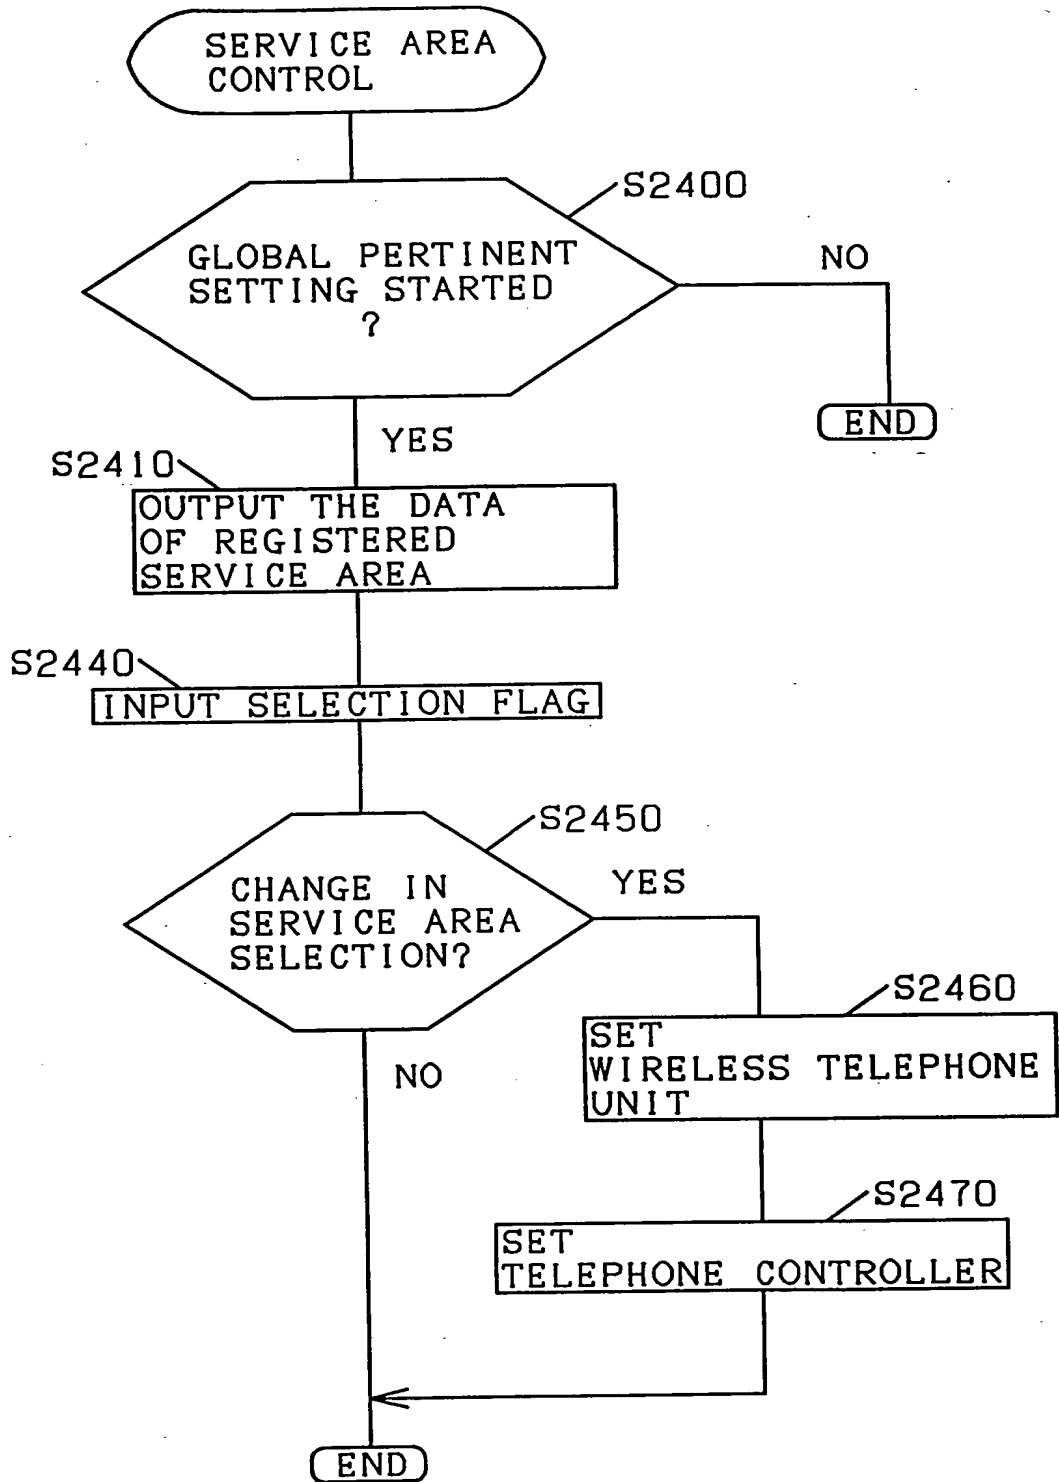 SERVICE AREA
CONTROL
S2400
GLOBAL PERTINENT
SETTING STARTED
?
NO
END
YES
S2410
OUTPUT THE DATA
OF REGISTERED
SERVICE AREA
S2440
INPUT SELECTION FLAG
S2450
CHANGE IN
SERVICE AREA
SELECTION?
YES
S2460
SET
WIRELESS TELEPHONE
UNIT
NO
S2470
SET
TELEPHONE CONTROLLER
END